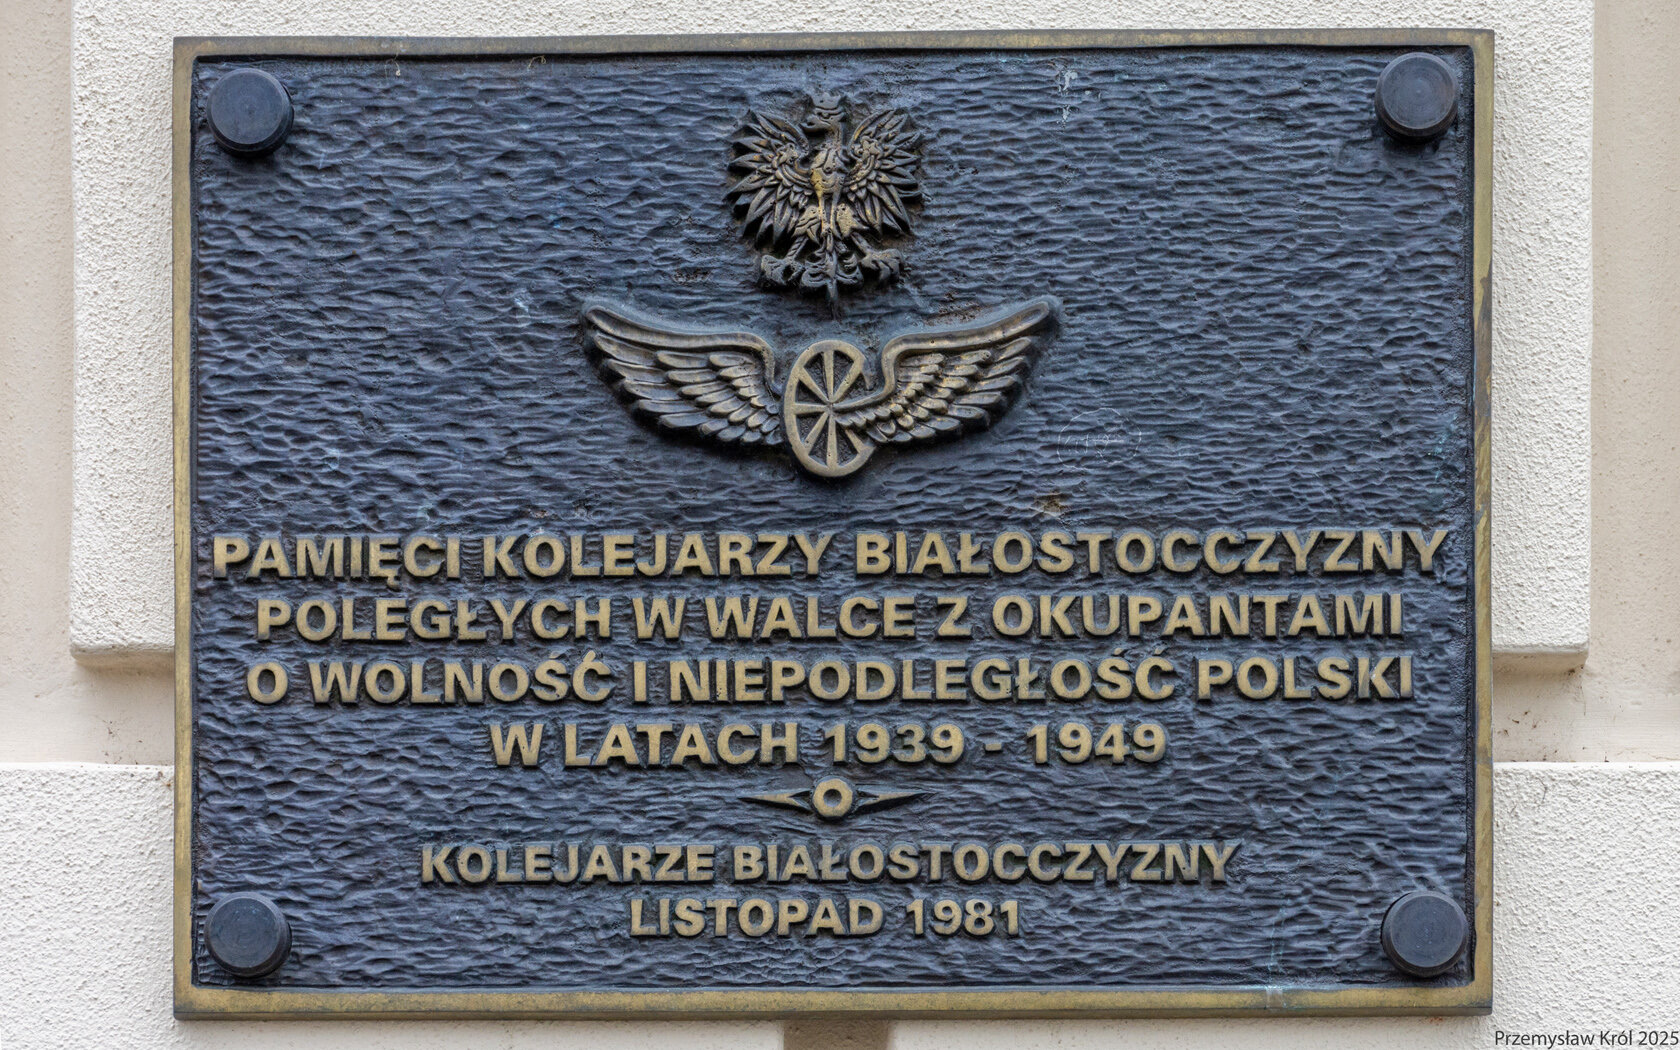 PAMIĘCI KOLEJARZY BIAŁOSTOCCZYZNY
POLEGŁYCH W WALCE Z OKUPANTAMI
O WOLNOŚĆ I NIEPODLEGŁOŚĆ POLSKI
W LATACH 1939 - 1949
KOLEJARZE BIAŁOSTOCCZYZNY
LISTOPAD 1981
Przemysław Król 2025